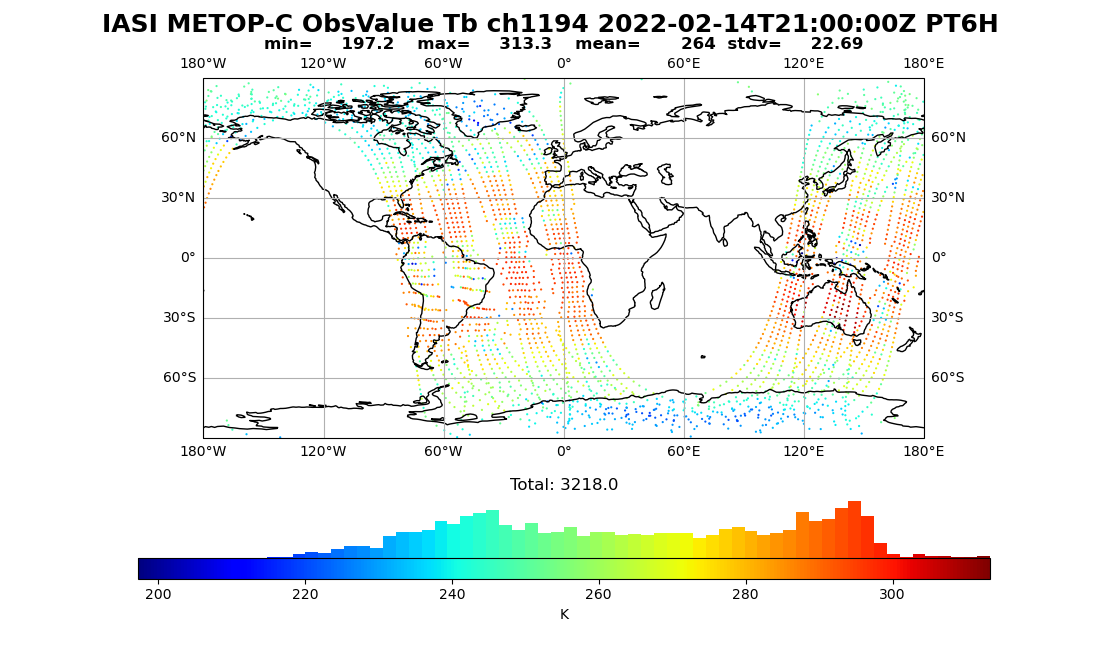 IASI METOP-C ObsValue Tb ch1194 2022-02-14T21:00:00Z PT6H
min= 197.2 max= 313.3 mean= 264 stdv= 22.69
180°W 120°W 60°W 0° 60°E 120°E 180°E
60°N 60°N
30°N 30°N
0° 0°
30°S 30°S
60°S 60°S
180°W 120°W 60°W 0° 60°E 120°E 180°E
Total: 3218.0
200 220 240 260 280 300
K